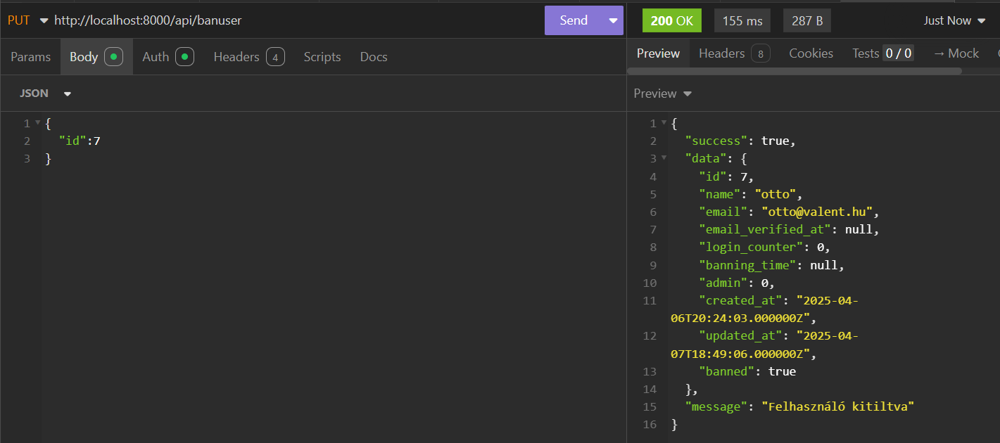 PUT http://localhost:8000/api/banuser Send
200 OK 155 ms 287 B Just Now
Params Body Auth Headers 4 Scripts Docs
Preview Headers 8 Cookies Tests 0 / 0 → Mock
JSON
Preview
1 {
2 "id":7
3 }
1 {
2 "success": true,
3 "data": {
4 "id": 7,
5 "name": "otto",
6 "email": "otto@valent.hu",
7 "email_verified_at": null,
8 "login_counter": 0,
9 "banning_time": null,
10 "admin": 0,
11 "created_at": "2025-04-
06T20:24:03.000000Z",
12 "updated_at": "2025-04-
07T18:49:06.000000Z",
13 "banned": true
14 },
15 "message": "Felhasználó kitiltva"
16 }